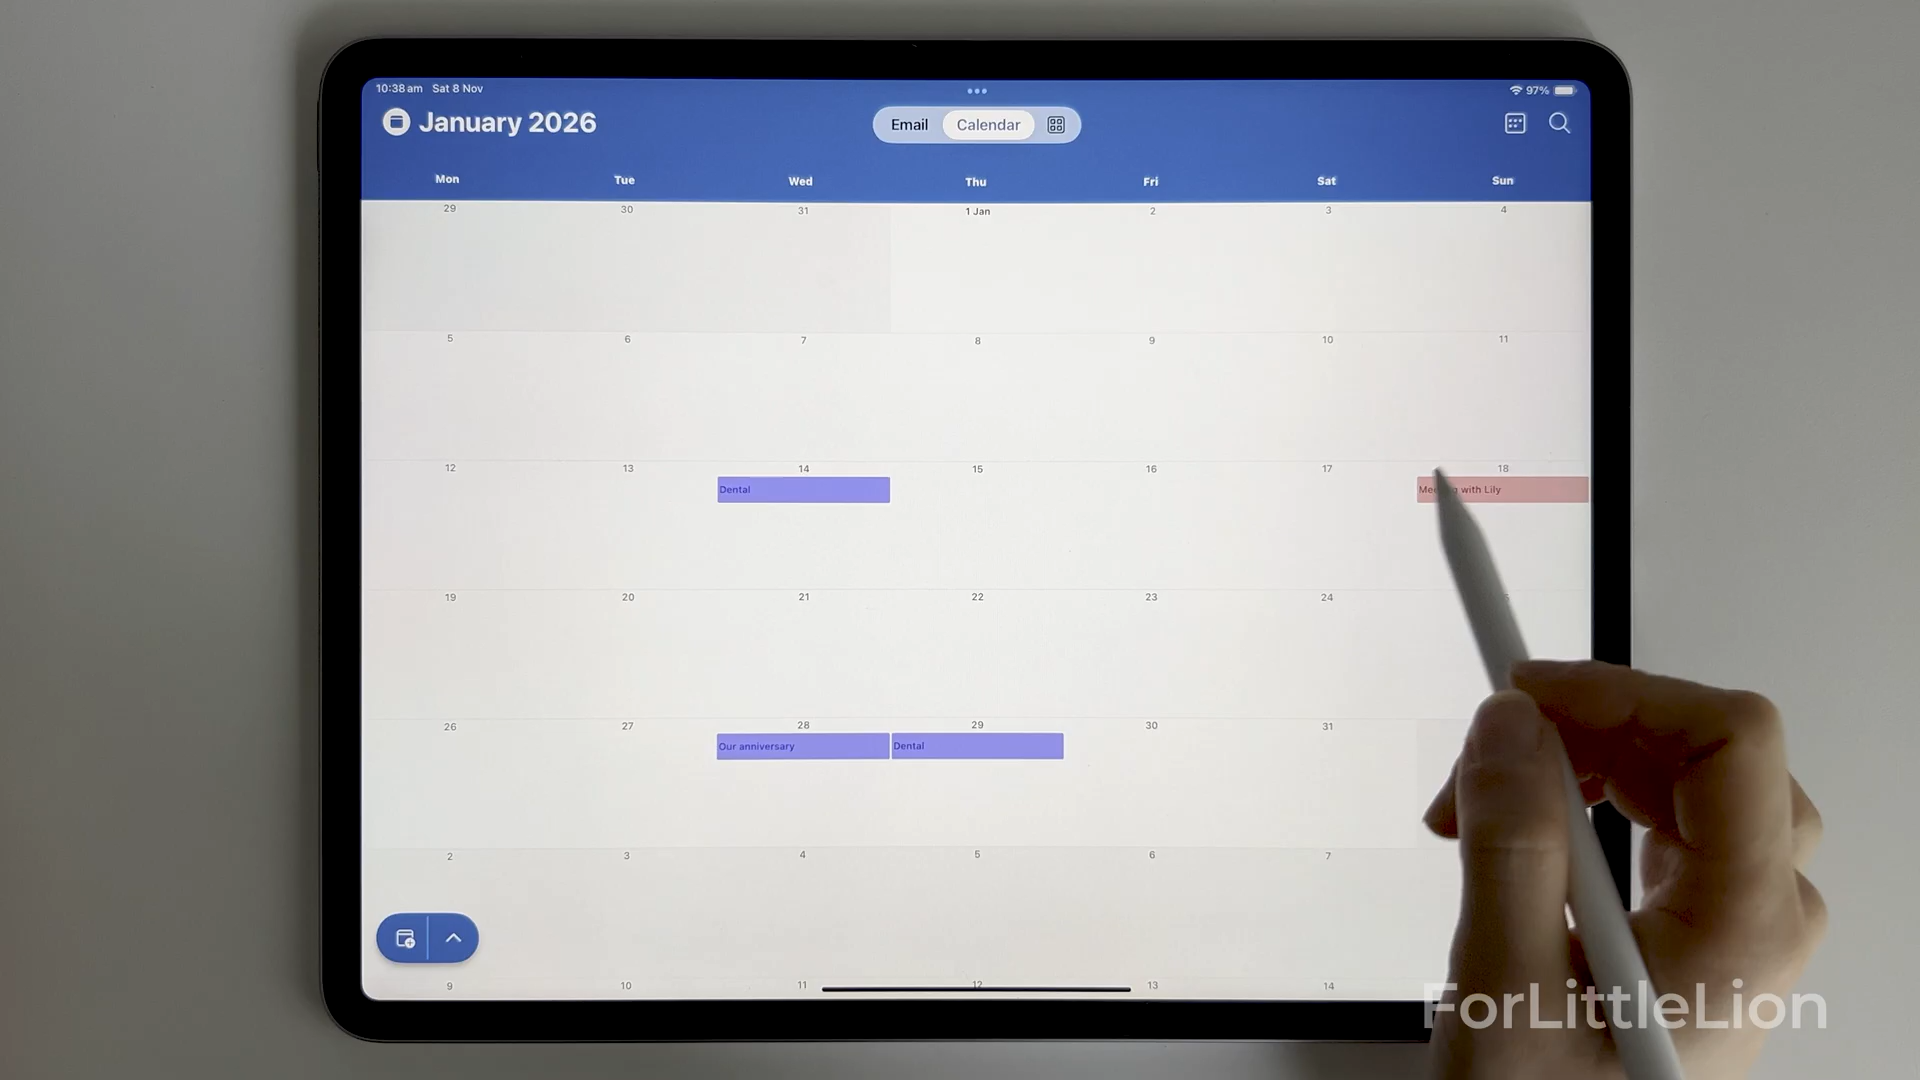 10:38 am Sat 8 Nov
97%
January 2026
Email Calendar
Mon Tue Wed Thu Fri Sat Sun
29 30 31 1 Jan 2 3 4
5 6 7 8 9 10 11
12 13 14 15 16 17 18
Dental
with Lily
19 20 21 22 23 24
26 27 28 29 30 31
Our anniversary Dental
2 3 4 5 6 7
9 10 11 12 13 14
ForLittleLion